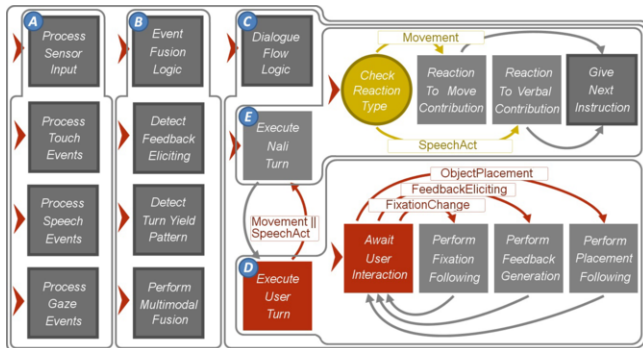 A
Process
Sensor
Input
Process
Touch
Events
Process
Speech
Events
Process
Gaze
Events
B
Event
Fusion
Logic
Detect
Feedback
Eliciting
Detect
Turn Yield
Pattern
Perform
Multimodal
Fusion
C
Dialogue
Flow
Logic
E
Execute
Nali
Turn
Movement ||
SpeechAct
D
Execute
User
Turn
Movement
Check
Reaction
Type
SpeechAct
Reaction
To Move
Contribution
Reaction
To Verbal
Contribution
Give
Next
Instruction
ObjectPlacement
FeedbackEliciting
FixationChange
Await
User
Interaction
Perform
Fixation
Following
Perform
Feedback
Generation
Perform
Placement
Following